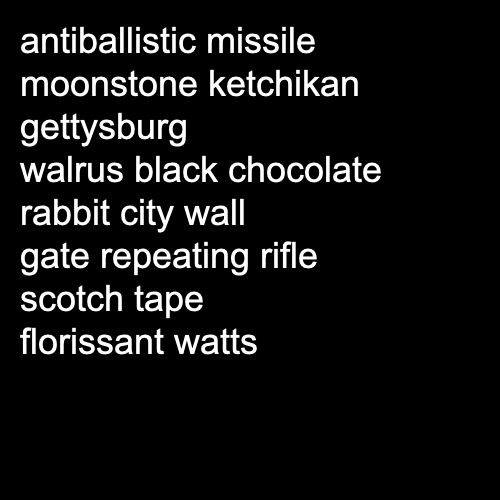 antiballistic missile
moonstone ketchikan
gettysburg
walrus black chocolate
rabbit city wall
gate repeating rifle
scotch tape
florissant watts